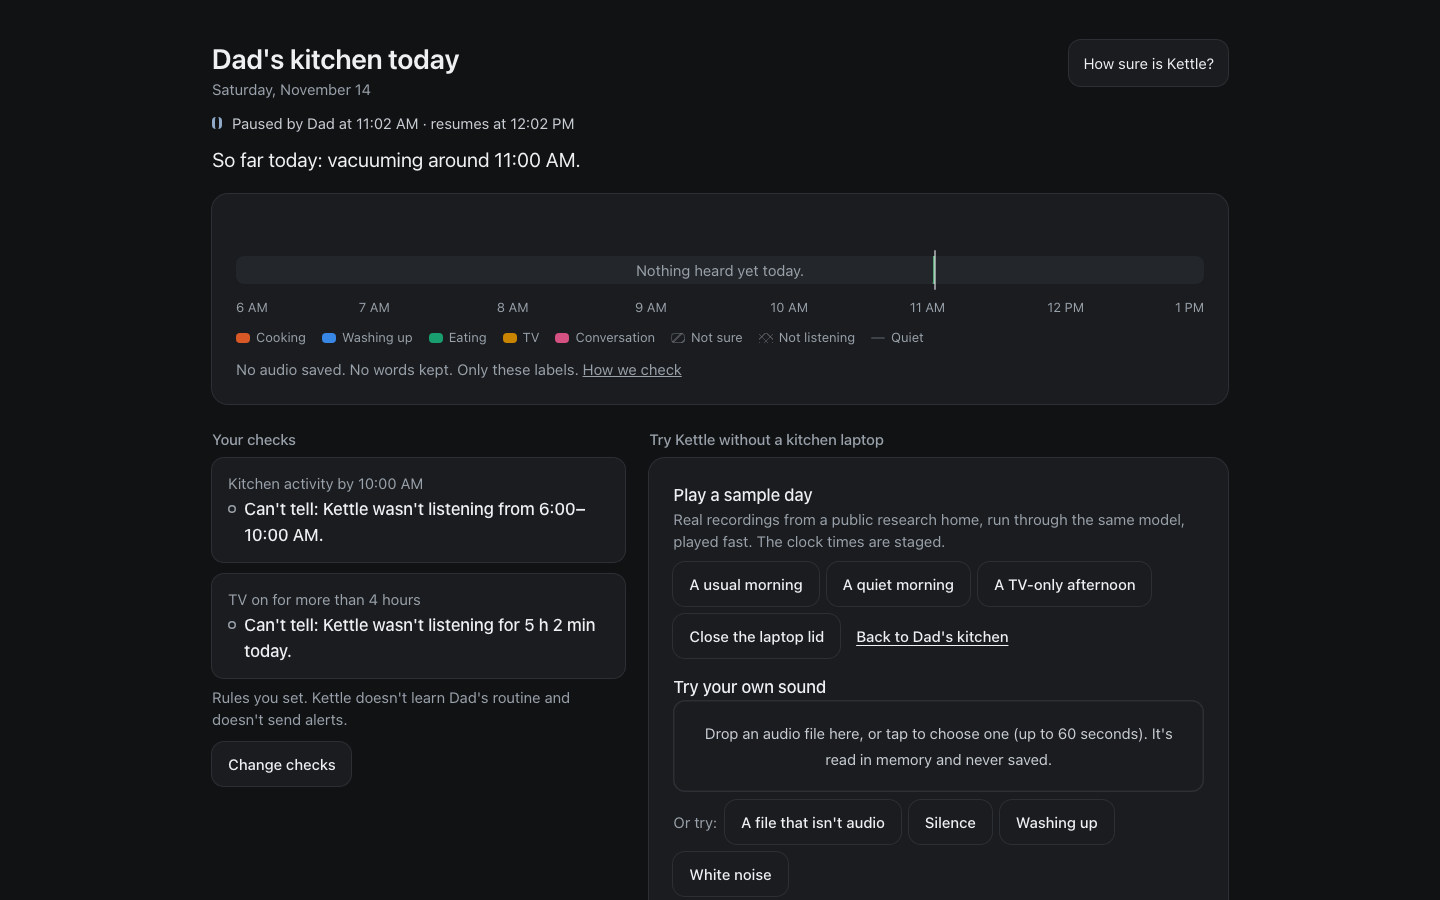 Dad's kitchen today
How sure is Kettle?
Saturday, November 14
Paused by Dad at 11:02 AM · resumes at 12:02 PM
So far today: vacuuming around 11:00 AM.
Nothing heard yet today.
6 AM 7 AM 8 AM 9 AM 10 AM 11 AM 12 PM 1 PM
Cooking Washing up Eating TV Conversation Not sure Not listening Quiet
No audio saved. No words kept. Only these labels. How we check
Your checks
Kitchen activity by 10:00 AM
Can't tell: Kettle wasn't listening from 6:00–
10:00 AM.
TV on for more than 4 hours
Can't tell: Kettle wasn't listening for 5 h 2 min
today.
Rules you set. Kettle doesn't learn Dad's routine and
doesn't send alerts.
Change checks
Try Kettle without a kitchen laptop
Play a sample day
Real recordings from a public research home, run through the same model,
played fast. The clock times are staged.
A usual morning A quiet morning A TV-only afternoon
Close the laptop lid Back to Dad's kitchen
Try your own sound
Drop an audio file here, or tap to choose one (up to 60 seconds). It's
read in memory and never saved.
Or try: A file that isn't audio Silence Washing up
White noise